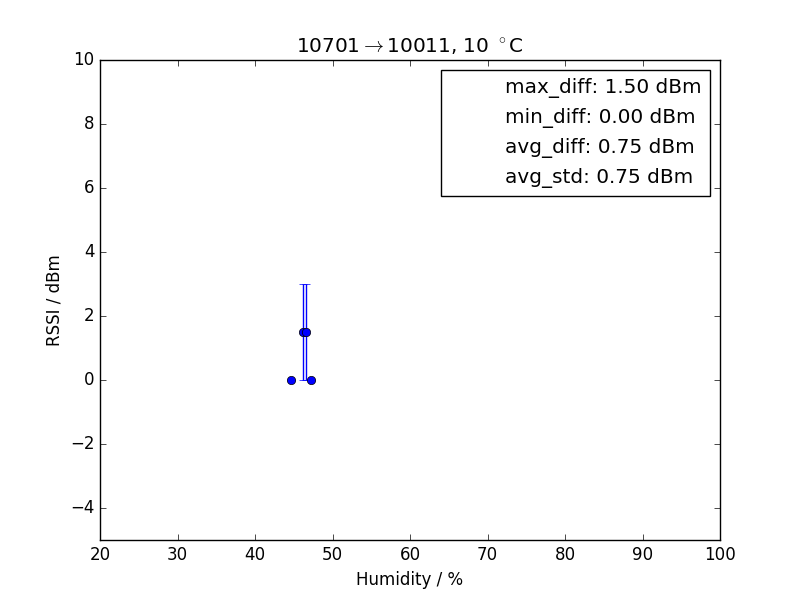 10701→10011, 10 °C
max_diff: 1.50 dBm
min_diff: 0.00 dBm
avg_diff: 0.75 dBm
avg_std: 0.75 dBm
RSSI / dBm
10
8
6
4
2
0
−2
−4
20 30 40 50 60 70 80 90 100
Humidity / %